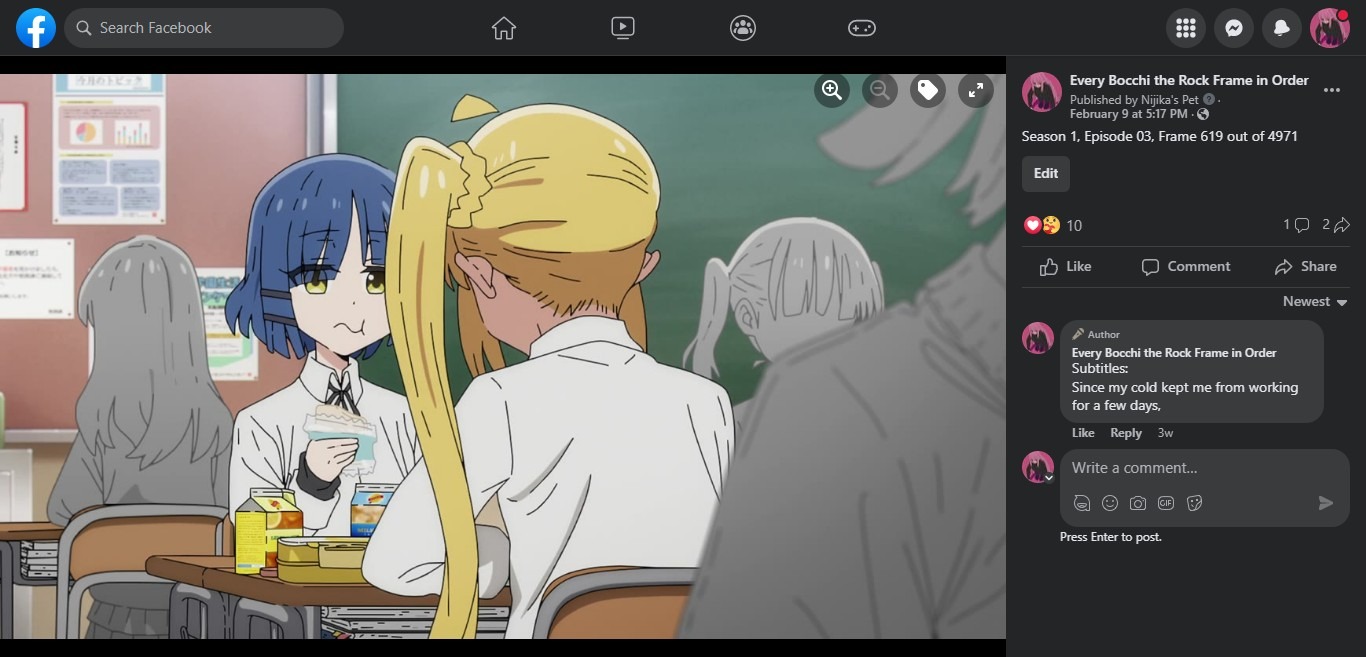 Search Facebook
今月のトピック
Every Bocchi the Rock Frame in Order
Published by Nijika's Pet ·
February 9 at 5:17 PM ·
Season 1, Episode 03, Frame 619 out of 4971
Edit
10
1
2
Like
Comment
Share
Newest
Author
Every Bocchi the Rock Frame in Order
Subtitles:
Since my cold kept me from working
for a few days,
Like Reply 3w
Write a comment...
GIF
Press Enter to post.